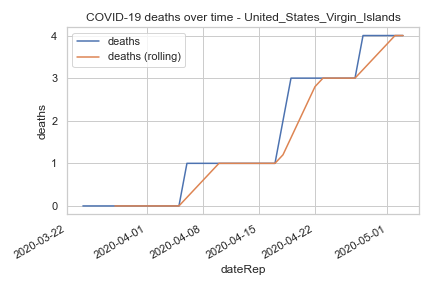 COVID-19 deaths over time - United_States_Virgin_Islands
deaths
deaths (rolling)
4
3
2
1
0
deaths
2020-03-22
2020-04-01
2020-04-08
2020-04-15
2020-04-22
2020-05-01
dateRep